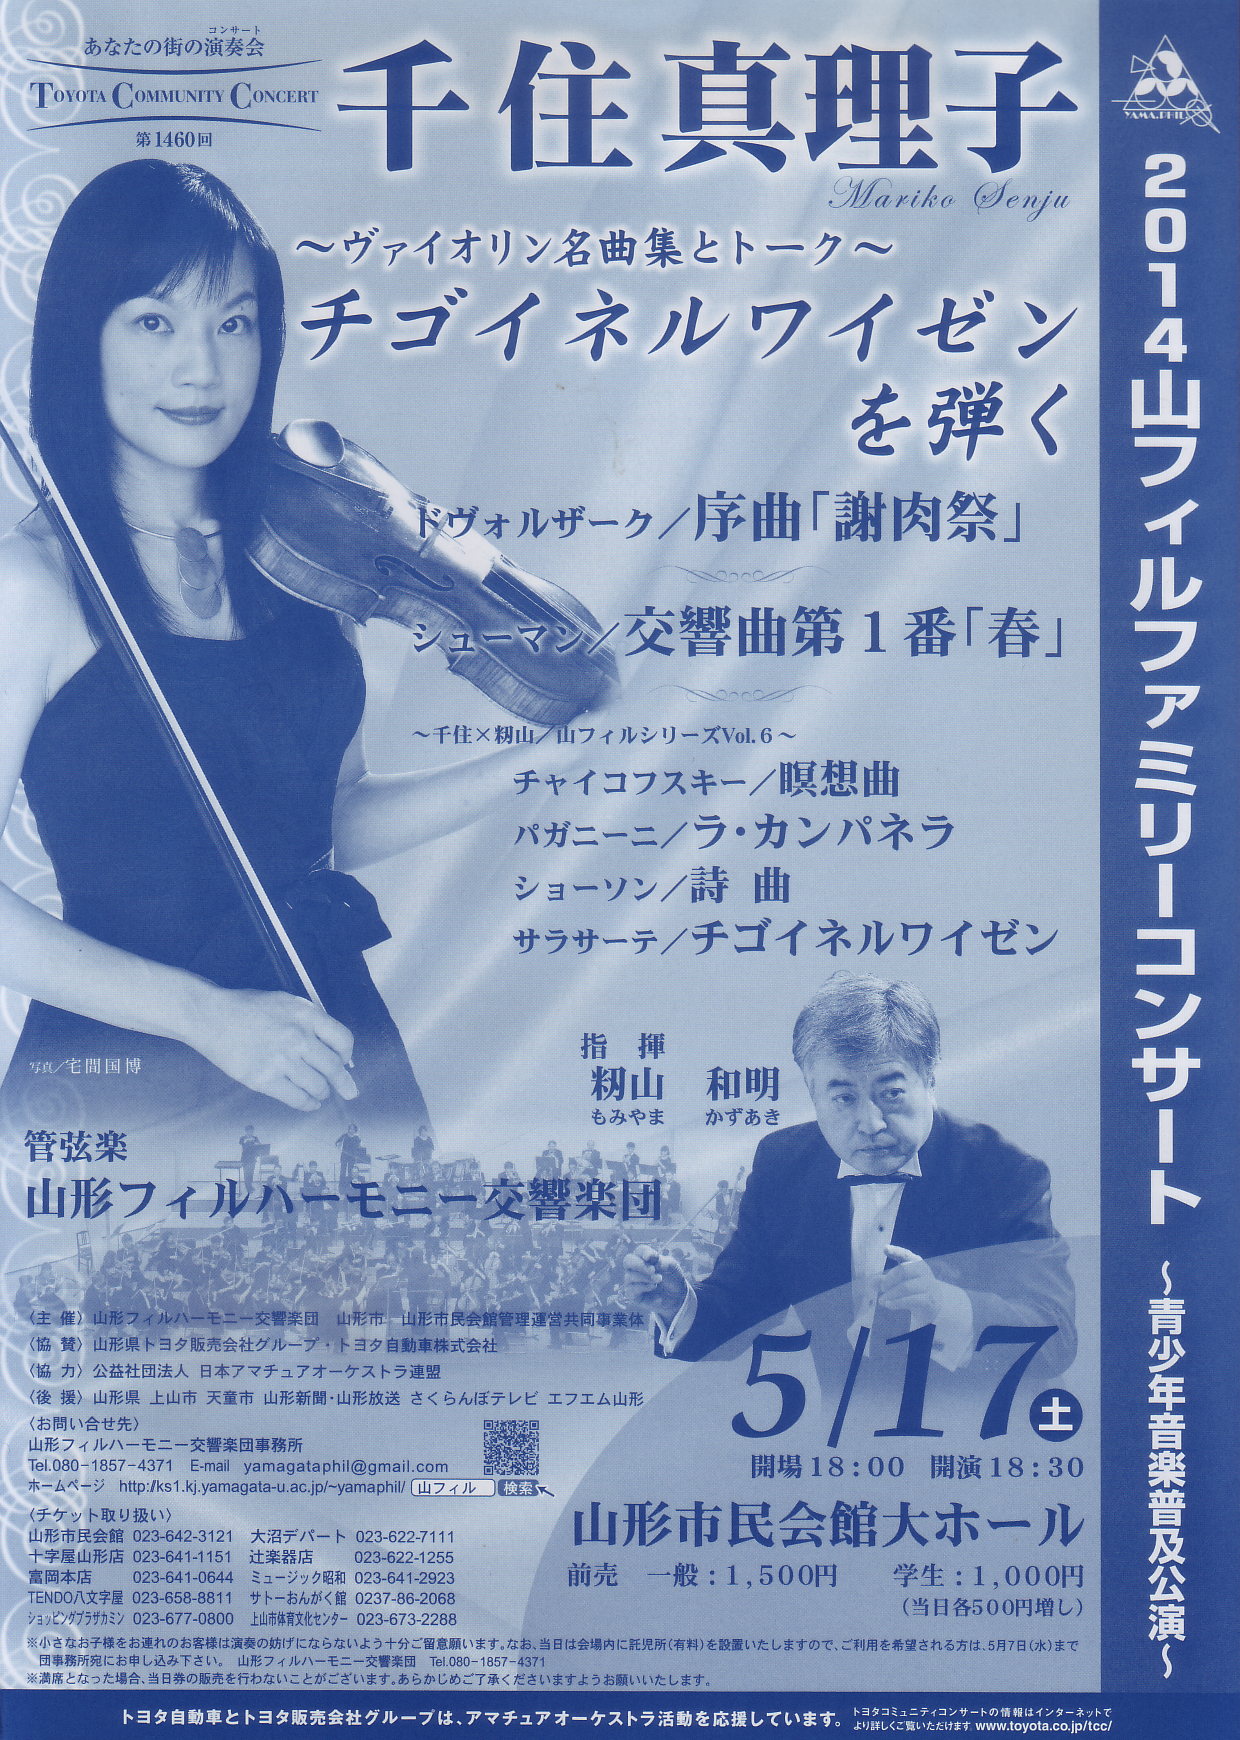 あなたの街の演奏会
コンサート
TOYOTA COMMUNITY CONCERT
第1460回
千住真理子
Mariko Senju
～ヴァイオリン名曲集とトーク～
チゴイネルワイゼン
を弾く
ドヴォルザーク／序曲「謝肉祭」
シューマン／交響曲第1番「春」
～千住×籾山／山フィルシリーズVol.6～
チャイコフスキー／瞑想曲
パガニーニ／ラ・カンパネラ
ショーソン／詩 曲
サラサーテ／チゴイネルワイゼン
写真／宅間国博
指 揮
籾山 和明
もみやま かずあき
管弦楽
山形フィルハーモニー交響楽団
〈主 催〉山形フィルハーモニー交響楽団 山形市 山形市民会館管理運営共同事業体
〈協 賛〉山形県トヨタ販売会社グループ・トヨタ自動車株式会社
〈協 力〉公益社団法人 日本アマチュアオーケストラ連盟
〈後 援〉山形県 上山市 天童市 山形新聞・山形放送 さくらんぼテレビ エフエム山形
〈お問い合せ先〉
山形フィルハーモニー交響楽団事務所
Tel.080-1857-4371 E-mail yamagataphil@gmail.com
ホームページ http://ks1.kj.yamagata-u.ac.jp/~yamaphil/ 山フィル 検索
〈チケット取り扱い〉
山形市民会館 023-642-3121 大沼デパート 023-622-7111
十字屋山形店 023-641-1151 辻楽器店 023-622-1255
富岡本店 023-641-0644 ミュージック昭和 023-641-2923
TENDO八文字屋 023-658-8811 サトーおんがく館 0237-86-2068
ショッピングプラザカミン 023-677-0800 上山市体育文化センター 023-673-2288
5/17土
開場18:00 開演18:30
山形市民会館大ホール
前売 一般：1,500円 学生：1,000円
（当日各500円増し）
※小さなお子様をお連れのお客様は演奏の妨げにならないよう十分ご留意願います。なお、当日は会場内に託児所（有料）を設置いたしますので、ご利用を希望される方は、5月7日（水）まで
団事務所宛にお申し込み下さい。 山形フィルハーモニー交響楽団 Tel.080-1857-4371
※満席となった場合、当日券の販売を行わないことがございます。あらかじめご了承くださいますようお願いいたします。
トヨタ自動車とトヨタ販売会社グループは、アマチュアオーケストラ活動を応援しています。
トヨタコミュニティコンサートの情報はインターネットで
より詳しくご覧いただけます。www.toyota.co.jp/tcc/
YAMA.PHIL
2014山フィルファミリーコンサート ～青少年音楽普及公演～